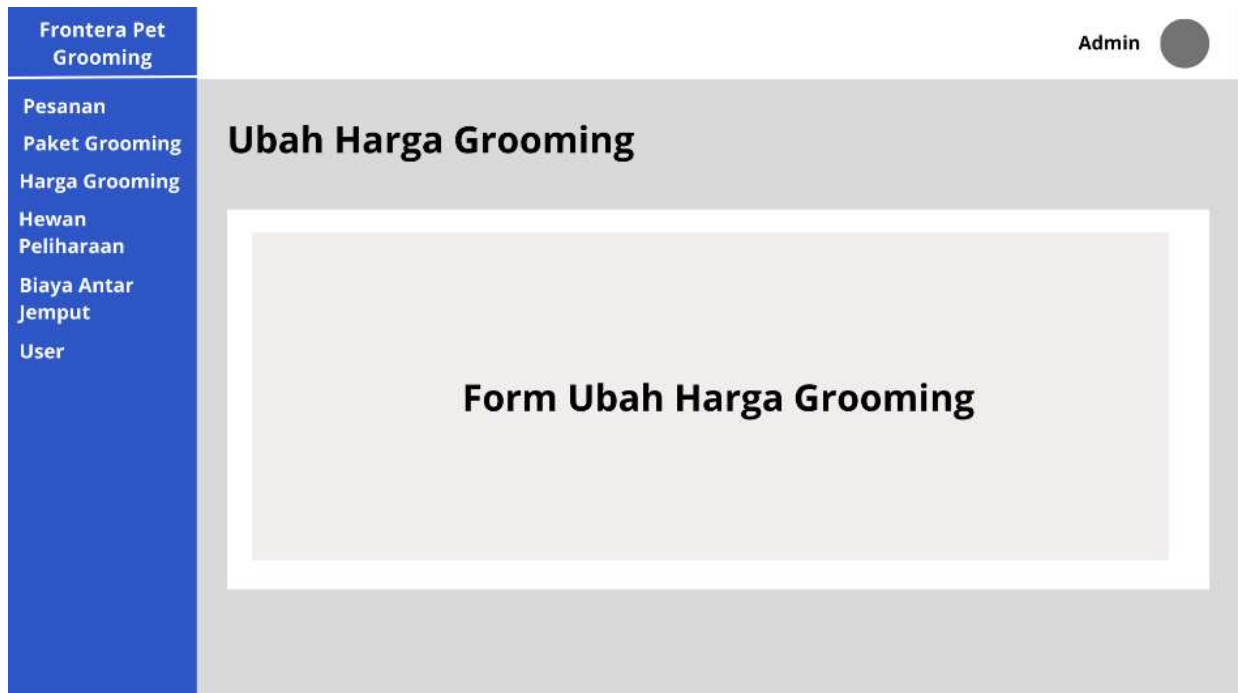 Frontera Pet
Grooming
Admin
Pesanan
Paket Grooming
Harga Grooming
Hewan
Peliharaan
Biaya Antar
Jemput
User
Ubah Harga Grooming
Form Ubah Harga Grooming